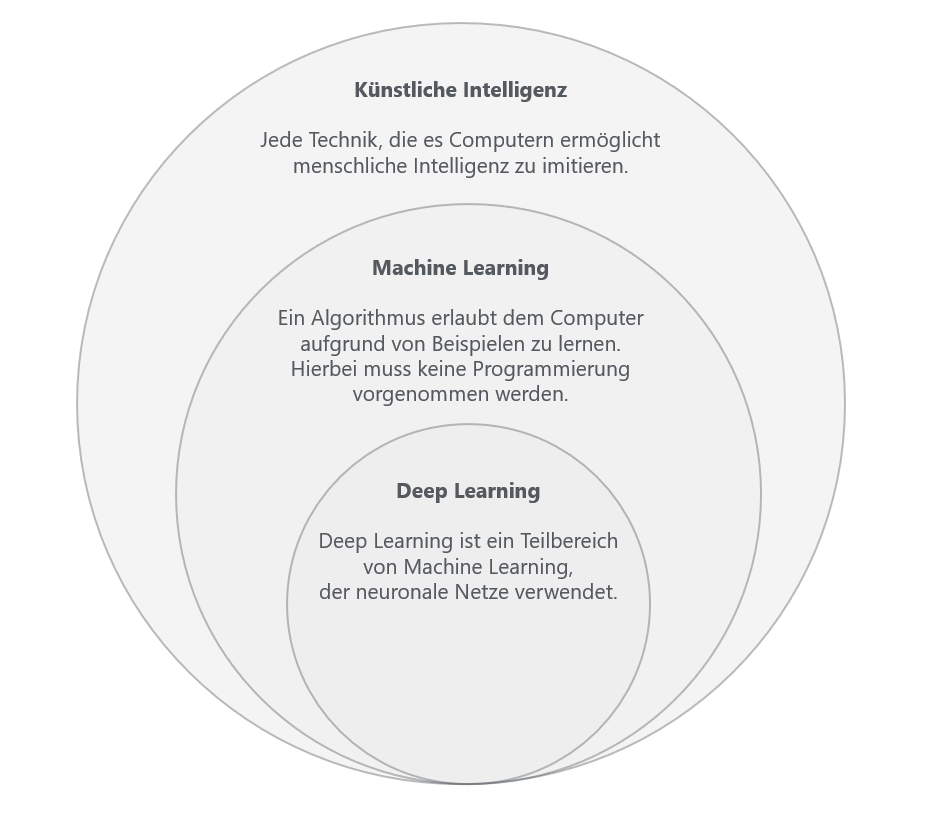 Künstliche Intelligenz
Jede Technik, die es Computern ermöglicht
menschliche Intelligenz zu imitieren.
Machine Learning
Ein Algorithmus erlaubt dem Computer
aufgrund von Beispielen zu lernen.
Hierbei muss keine Programmierung
vorgenommen werden.
Deep Learning
Deep Learning ist ein Teilbereich
von Machine Learning,
der neuronale Netze verwendet.